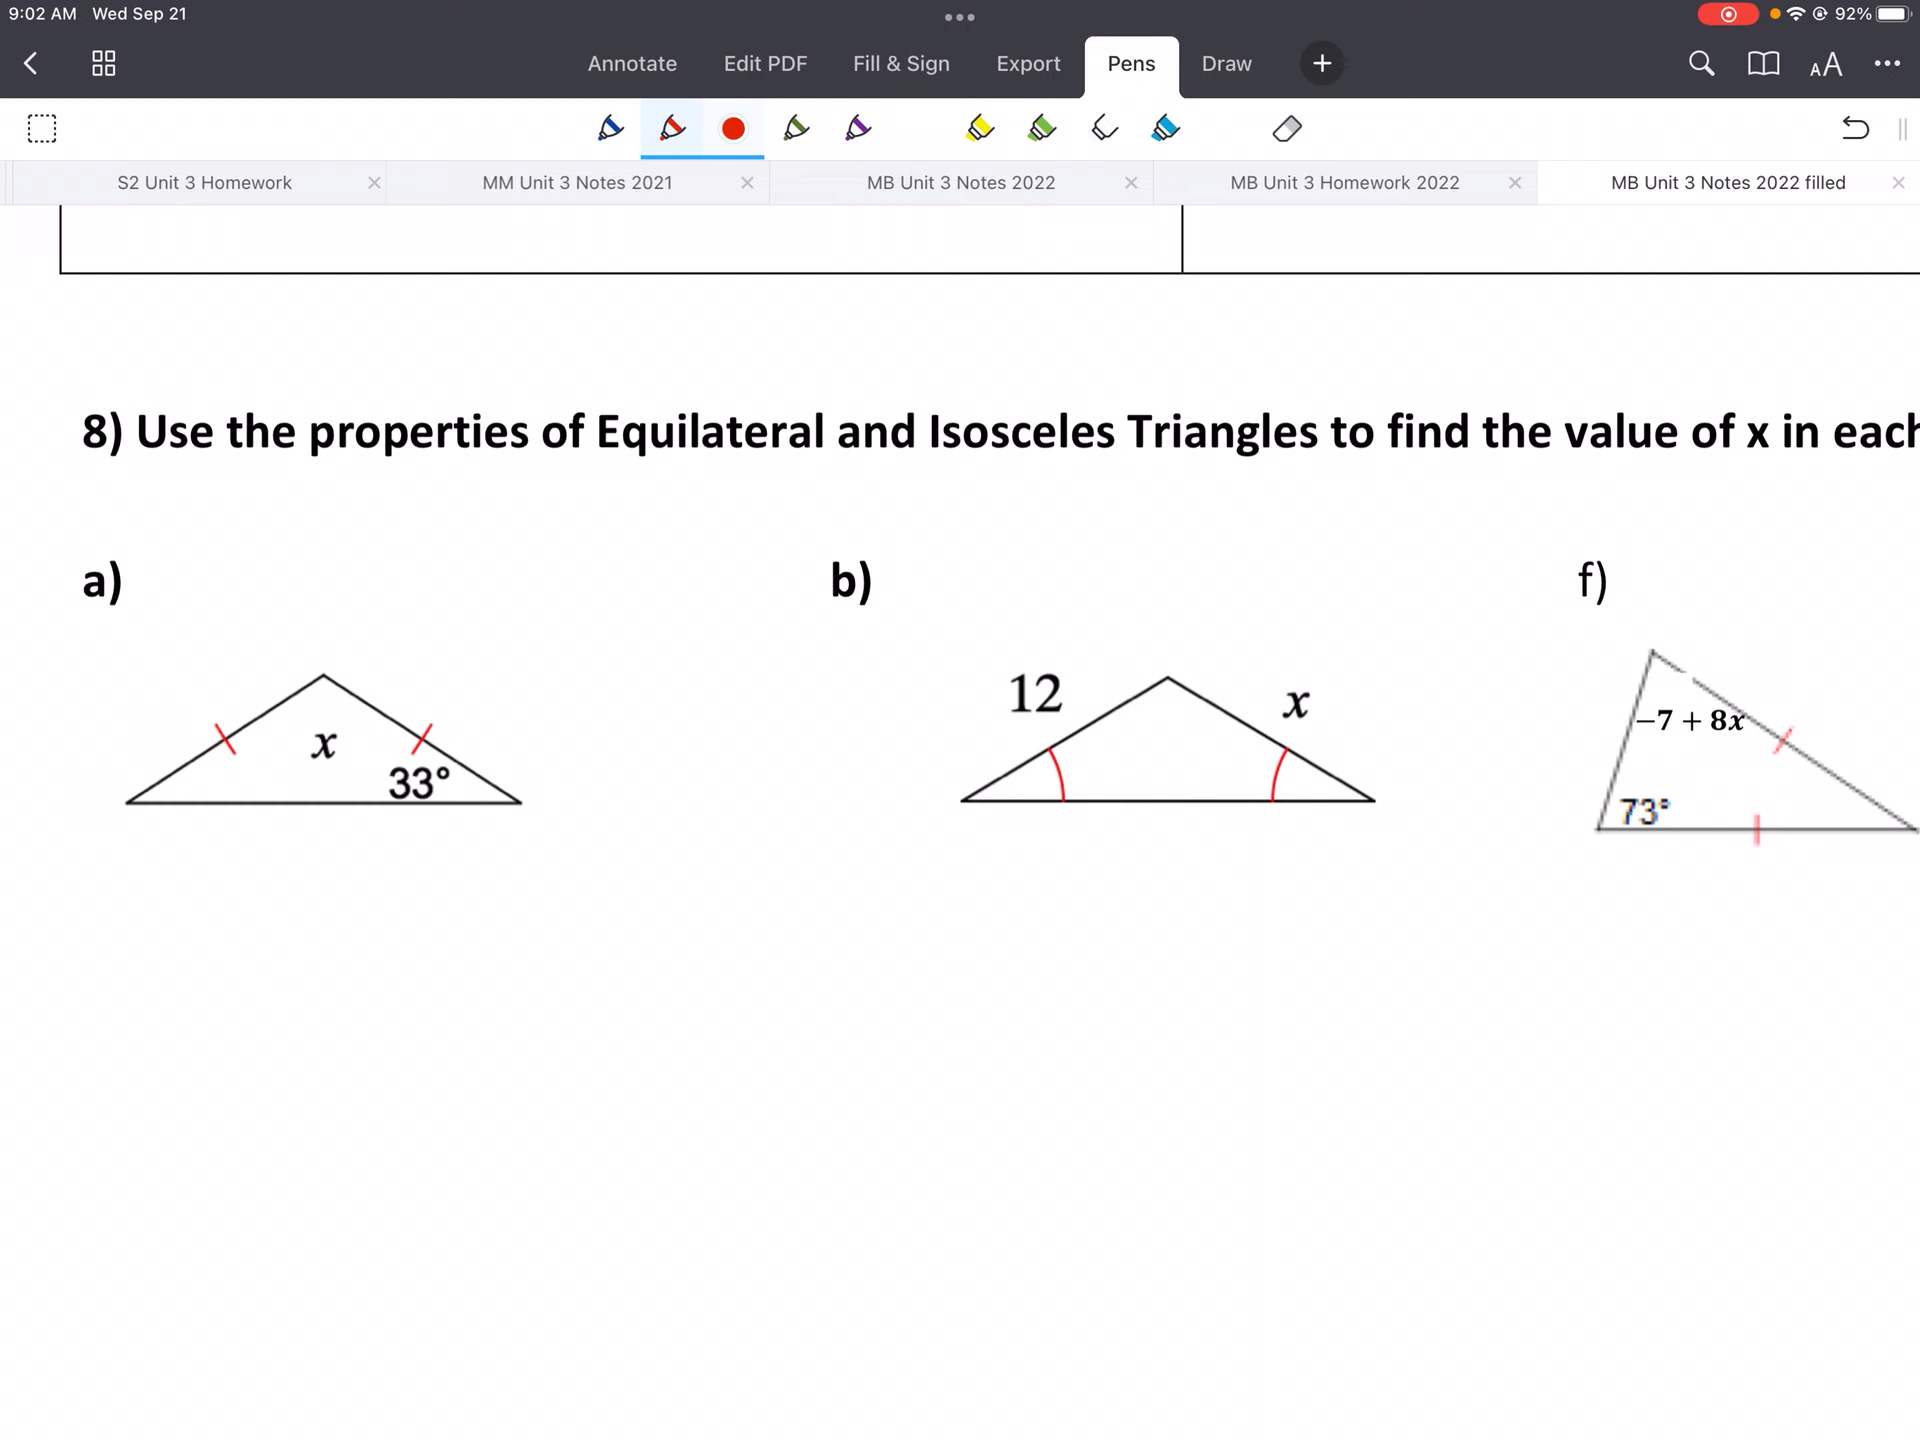 9:02 AM Wed Sep 21
92%
Annotate Edit PDF Fill & Sign Export Pens Draw
AA
S2 Unit 3 Homework MM Unit 3 Notes 2021 MB Unit 3 Notes 2022 MB Unit 3 Homework 2022 MB Unit 3 Notes 2022 filled
8) Use the properties of Equilateral and Isosceles Triangles to find the value of x in each
a) b) f)
12 x
−7 + 8x
x
33°
73°